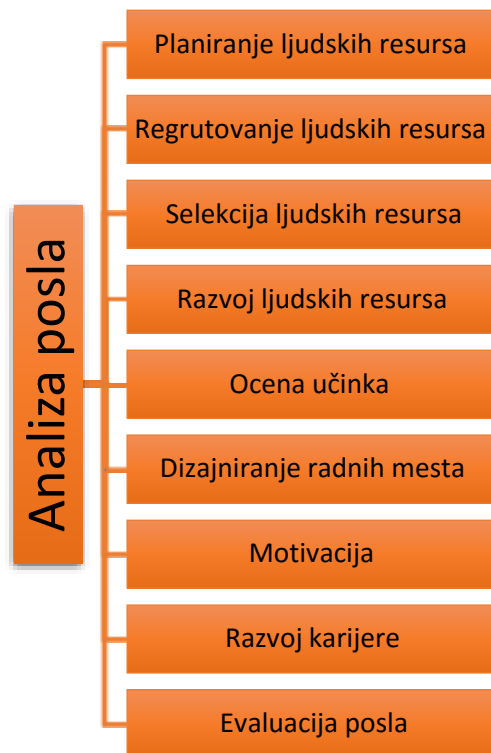 Analiza posla
Planiranje ljudskih resursa
Regrutovanje ljudskih resursa
Selekcija ljudskih resursa
Razvoj ljudskih resursa
Ocena učinka
Dizajniranje radnih mesta
Motivacija
Razvoj karijere
Evaluacija posla